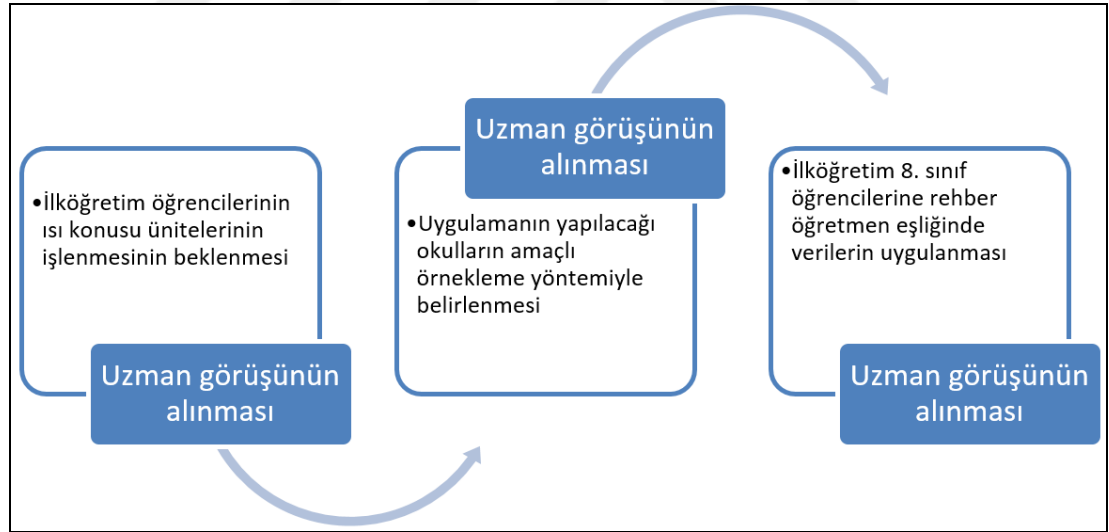 •İlköğretim öğrencilerinin
ısı konusu ünitelerinin
işlenmesinin beklenmesi
Uzman görüşünün
alınması
Uzman görüşünün
alınması
•Uygulamanın yapılacağı
okulların amaçlı
örnekleme yöntemiyle
belirlenmesi
•İlköğretim 8. sınıf
öğrencilerine rehber
öğretmen eşliğinde
verilerin uygulanması
Uzman görüşünün
alınması